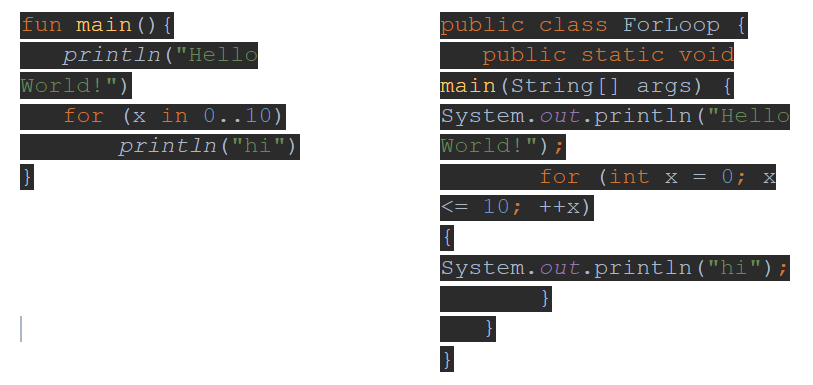 fun main(){
   println("Hello
World!")
   for (x in 0..10)
       println("hi")
}
public class ForLoop {
   public static void
main(String[] args) {
System.out.println("Hello
World!");
       for (int x = 0; x
<= 10; ++x)
{
System.out.println("hi");
       }
   }
}